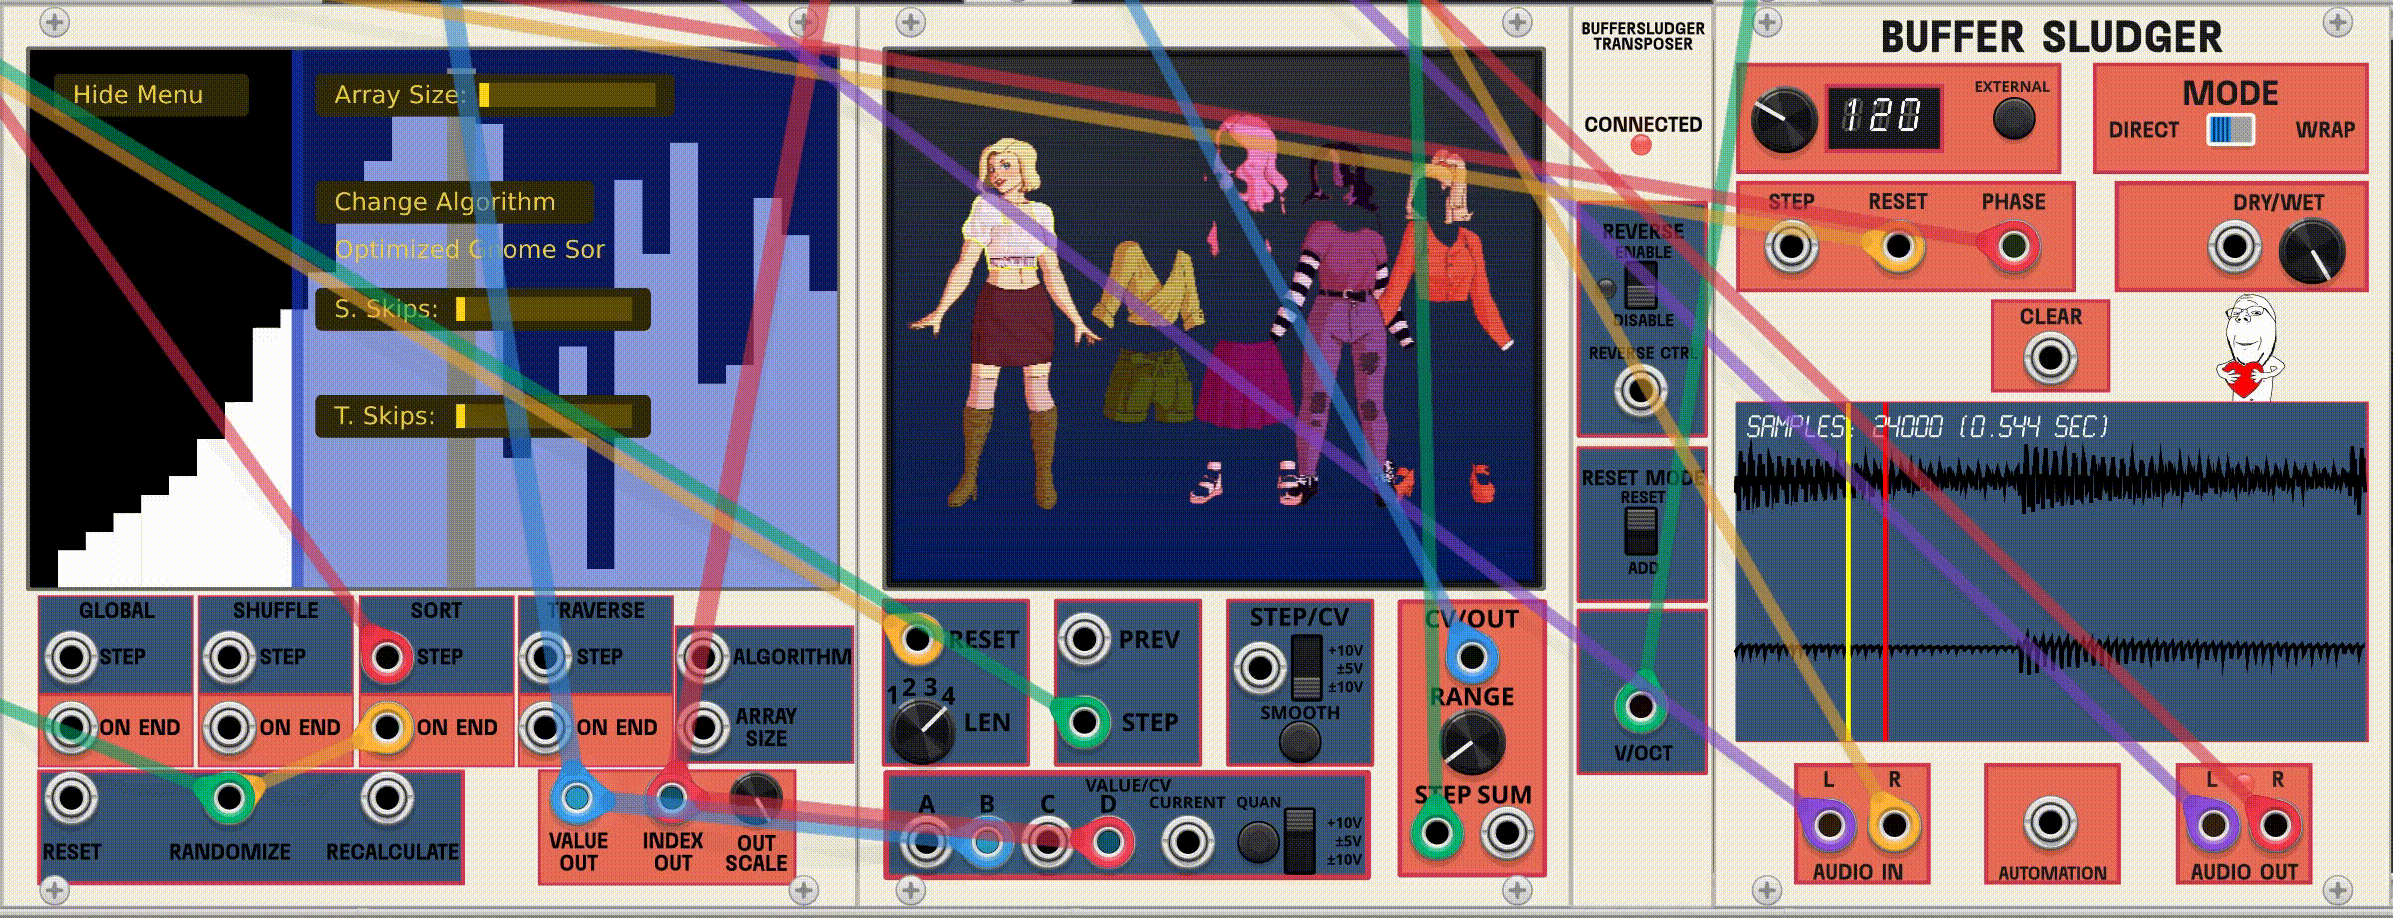 Hide Menu
Array Size:
Change Algorithm
Optimized Gnome Sor
S. Skips:
T. Skips:
GLOBAL
SHUFFLE
SORT
TRAVERSE
STEP
STEP
STEP
STEP
ALGORITHM
ON END
ON END
ON END
ON END
ARRAY
SIZE
RESET
RANDOMIZE
RECALCULATE
VALUE
OUT
INDEX
OUT
OUT
SCALE
RESET
PREV
1 2 3 4
LEN
STEP
STEP/CV
+10V
±5V
±10V
SMOOTH
CV/OUT
RANGE
STEP SUM
VALUE/CV
A B C D
CURRENT
QUAN
+10V
±5V
±10V
BUFFERSLUDGER
TRANSPOSER
CONNECTED
REVERSE
ENABLE
DISABLE
REVERSE CTRL
RESET MODE
RESET
ADD
V/OCT
BUFFER SLUDGER
120
EXTERNAL
MODE
DIRECT
WRAP
STEP
RESET
PHASE
DRY/WET
CLEAR
SAMPLES: 24000 (0.544 SEC)
L R
AUDIO IN
AUTOMATION
L R
AUDIO OUT